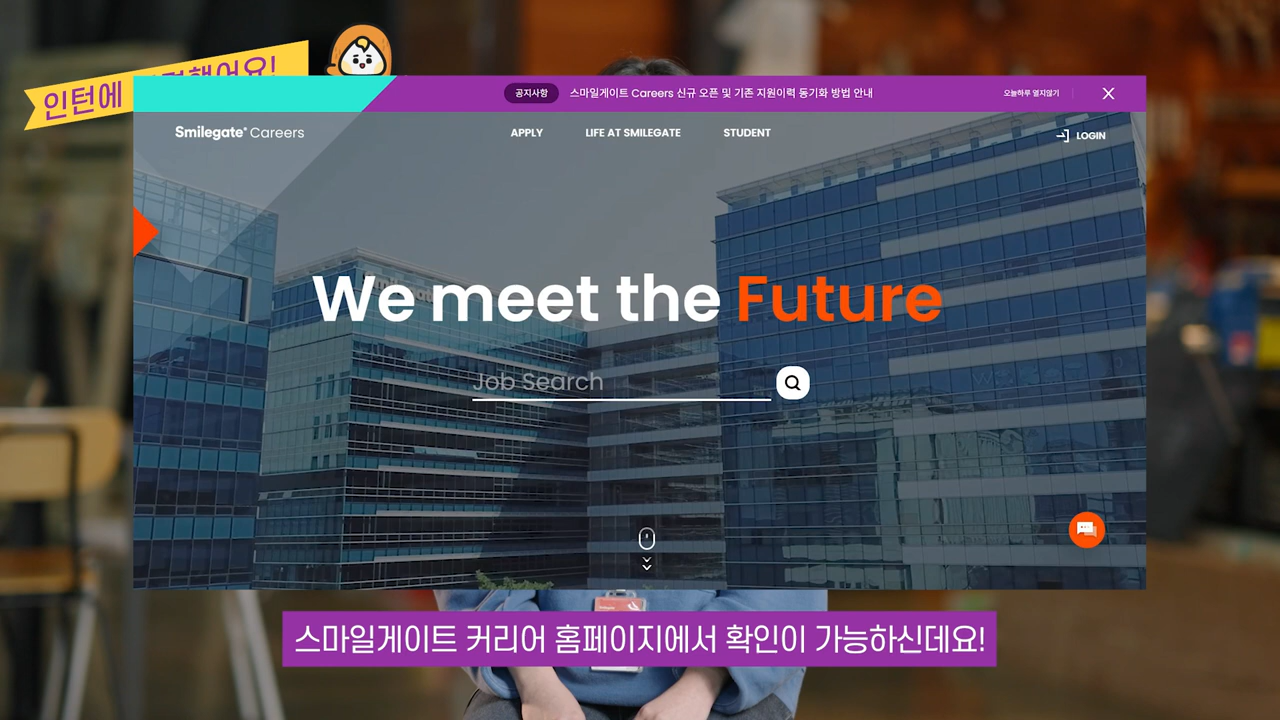 인턴에
공지사항 스마일게이트 Careers 신규 오픈 및 기존 지원이력 동기화 방법 안내 오늘하루 열지않기
Smilegate Careers APPLY LIFE AT SMILEGATE STUDENT LOGIN
We meet the Future
Job Search
스마일게이트 커리어 홈페이지에서 확인이 가능하신데요!